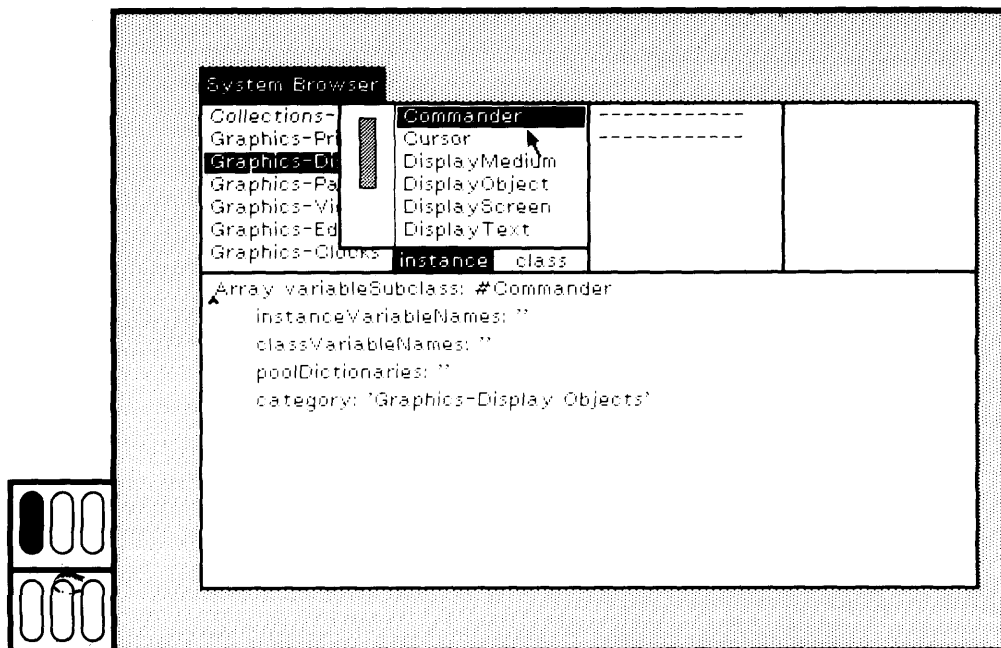 System Browser
Collections-
Graphics-Pri
Graphics-Di
Graphics-Pa
Graphics-Vi
Graphics-Ed
Graphics-Clocks
Commander
Cursor
DisplayMedium
DisplayObject
DisplayScreen
DisplayText
instance class
------------
------------
Array variableSubclass: #Commander
instanceVariableNames: ''
classVariableNames: ''
poolDictionaries: ''
category: 'Graphics-Display Objects'